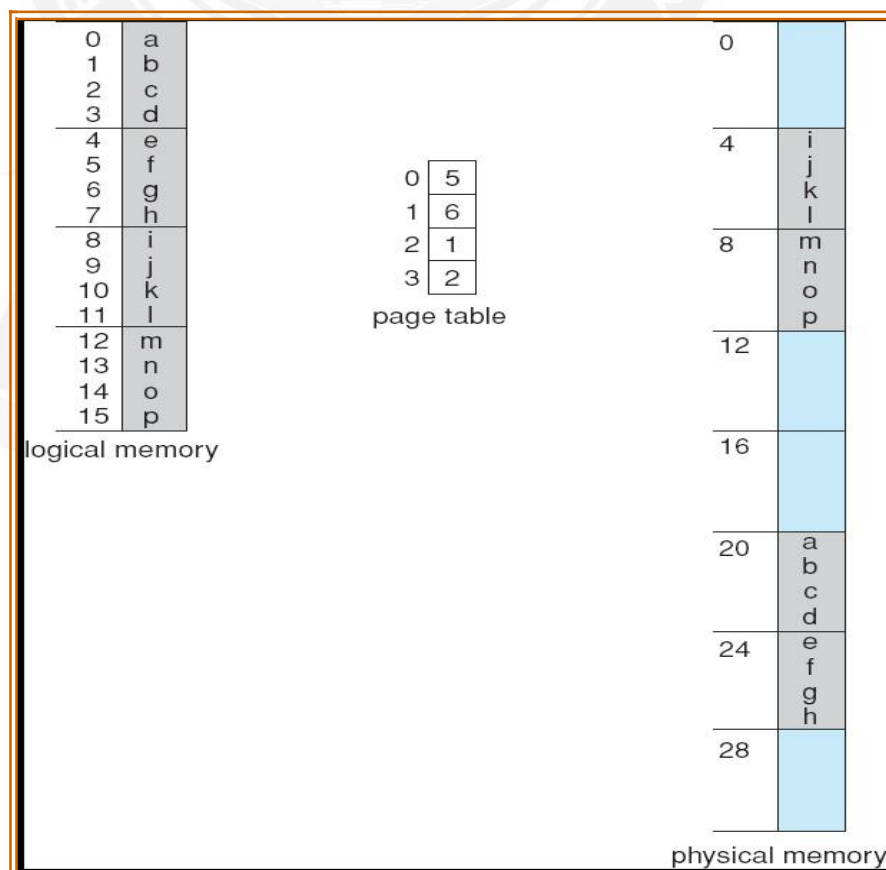 0 a
1 b
2 c
3 d
4 e
5 f
6 g
7 h
8 i
9 j
10 k
11 l
12 m
13 n
14 o
15 p
logical memory
0 5
1 6
2 1
3 2
page table
0
4 i
j
k
l
8 m
n
o
p
12
16
20 a
b
c
d
24 e
f
g
h
28
physical memory